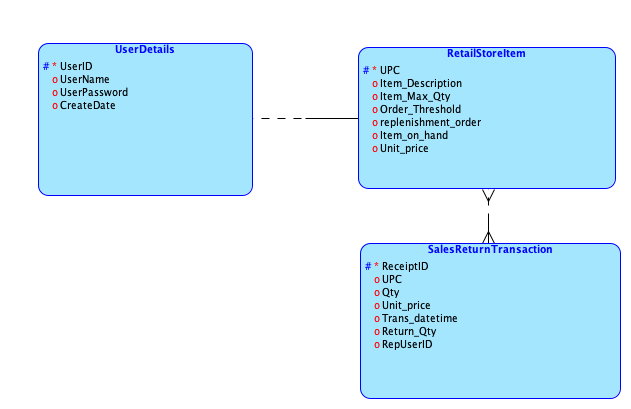 UserDetails
# * UserID
o UserName
o UserPassword
o CreateDate
RetailStoreItem
# * UPC
o Item_Description
o Item_Max_Qty
o Order_Threshold
o replenishment_order
o Item_on_hand
o Unit_price
SalesReturnTransaction
# * ReceiptID
o UPC
o Qty
o Unit_price
o Trans_datetime
o Return_Qty
o RepUserID